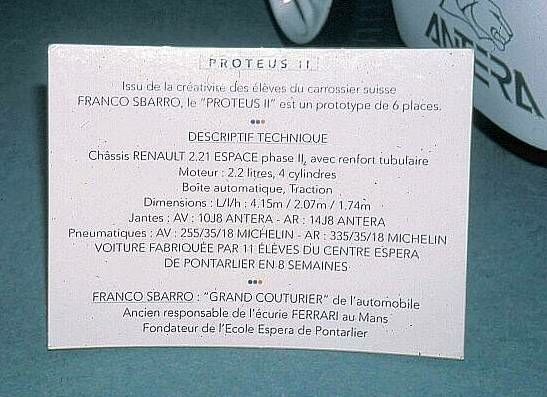 ANTERA
PROTEUS II
Issu de la créativise des élèves du carrossier suisse
FRANCO SBARRO, le "PROTEUS II" est un prototype de 6 places.
DESCRIPTIF TECHNIQUE
Châssis RENAULT 2.21 ESPACE phase II, avec renfort tubulaire
Moteur : 2.2 litres, 4 cylindres
Boîte automatique, Traction
Dimensions : L/l/h : 4.15m / 2.07m / 1.74m
Jantes : AV : 10J8 ANTERA - AR : 14J8 ANTERA
Pneumatiques : AV : 255/35/18 MICHELIN - AR : 335/35/18 MICHELIN
VOITURE FABRIQUÉE PAR 11 ÉLÈVES DU CENTRE ESPERA
DE PONTARLIER EN 8 SEMAINES
FRANCO SBARRO : "GRAND COUTURIER" de l'automobile
Ancien responsable de l'écurie FERRARI au Mans
Fondateur de l'Ecole Espera de Pontarlier